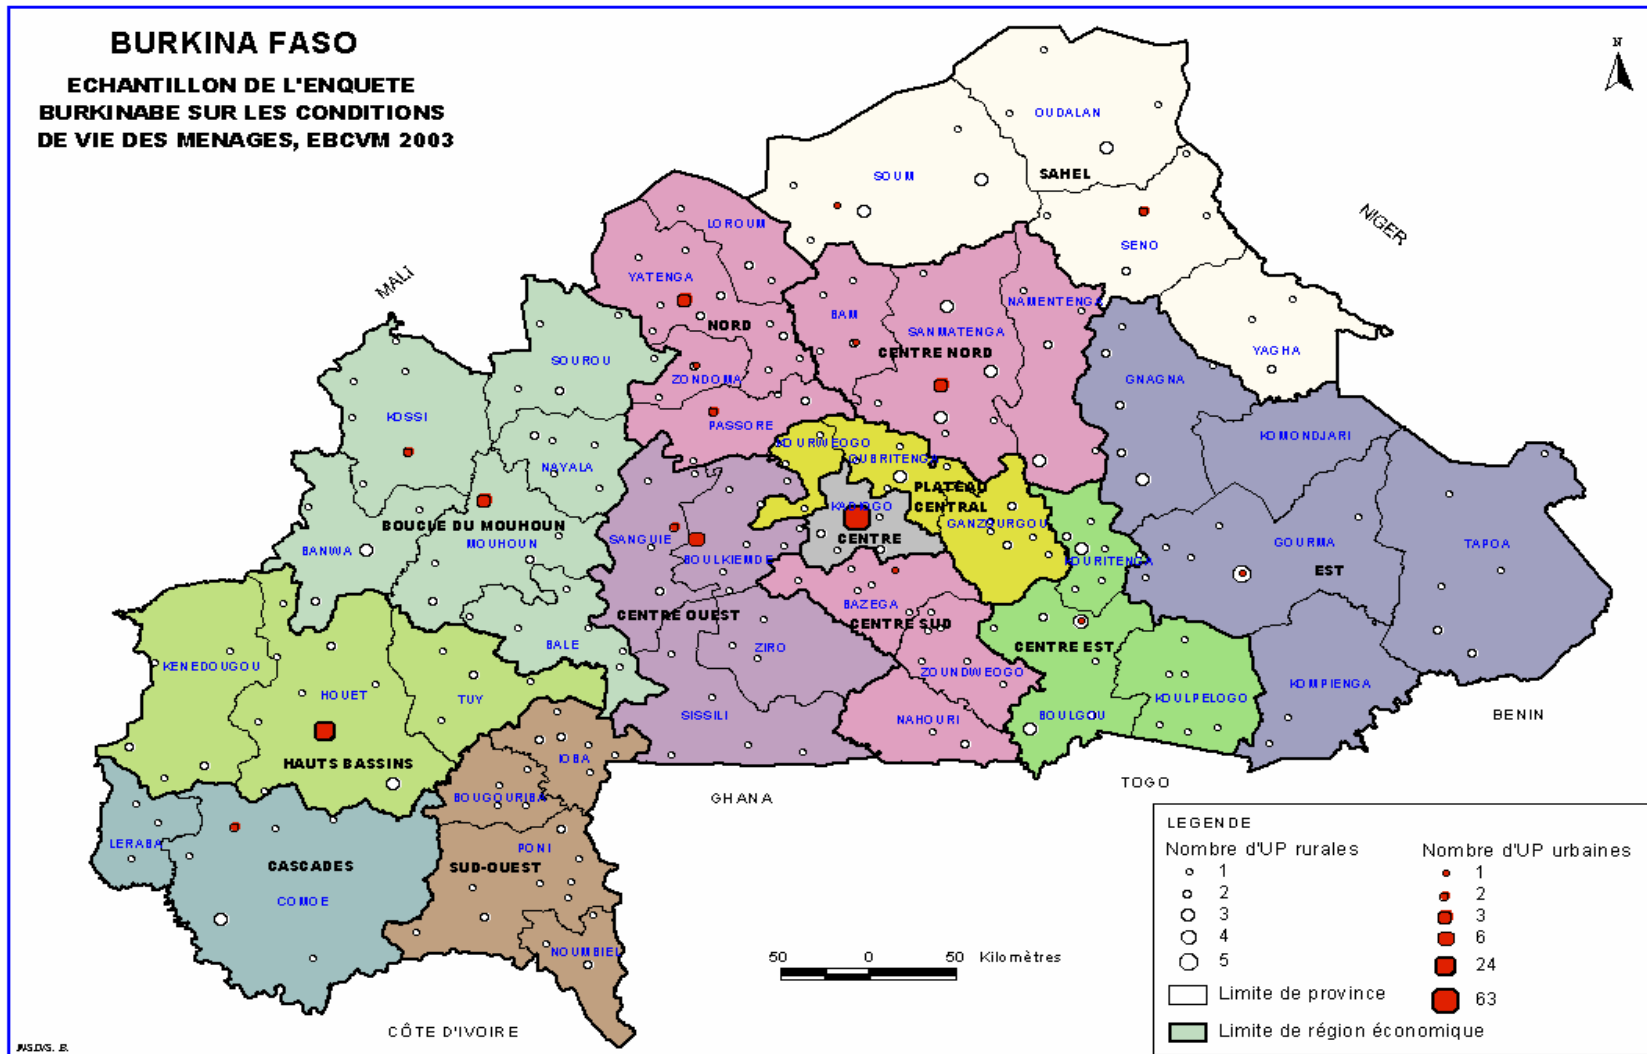 BURKINA FASO
ECHANTILLON DE L'ENQUETE
BURKINABE SUR LES CONDITIONS
DE VIE DES MENAGES, EBCVM 2003
N
OUDALAN
SOUM
SAHEL
NIGER
LOROUM
SENO
MALI
YATENGA
NORD
BAM
NAMENTENGA
SANMATENGA
CENTRE NORD
SOUROU
YAGHA
ZONDOMA
GNAGNA
KOSSI
PASSORE
KOMONDJARI
OUBRITENGA
NAYALA
PLATEAU
CENTRAL
KADIOGO
BOUCLE DU MOUHOUN
MOUHOUN
SANGUIE
CENTRE
GANZOURGOU
BANWA
BOULKIEMDE
KOURITENGA
GOURMA
EST
TAPOA
BAZEGA
CENTRE OUEST
CENTRE SUD
BALE
ZIRO
CENTRE EST
KENEDOUGOU
ZOUNDWEOGO
HOUET
TUY
KOMPIENGA
KOULPELOGO
SISSILI
NAHOURI
BOULGOU
BENIN
IOBA
HAUTS BASSINS
BOUGOURIBA
GHANA
TOGO
LERABA
PONI
CASCADES
SUD-OUEST
COMOE
NOUMBIEL
CÔTE D'IVOIRE
50 0 50 Kilomètres
LEGENDE
Nombre d'UP rurales
1
2
3
4
5
Nombre d'UP urbaines
1
2
3
6
24
63
Limite de province
Limite de région économique